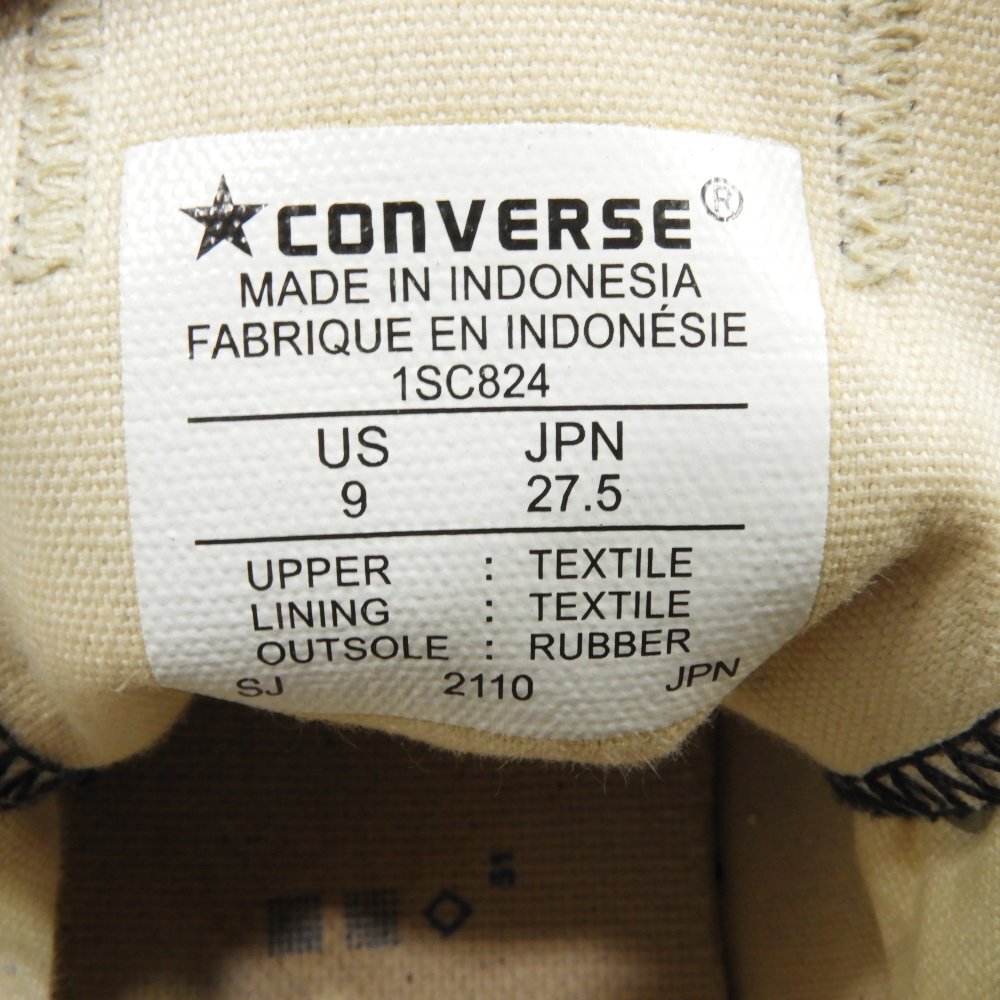 CONVERSE®
MADE IN INDONESIA
FABRIQUE EN INDONÉSIE
1SC824
US JPN
9 27.5
UPPER : TEXTILE
LINING : TEXTILE
OUTSOLE : RUBBER
SJ 2110 JPN